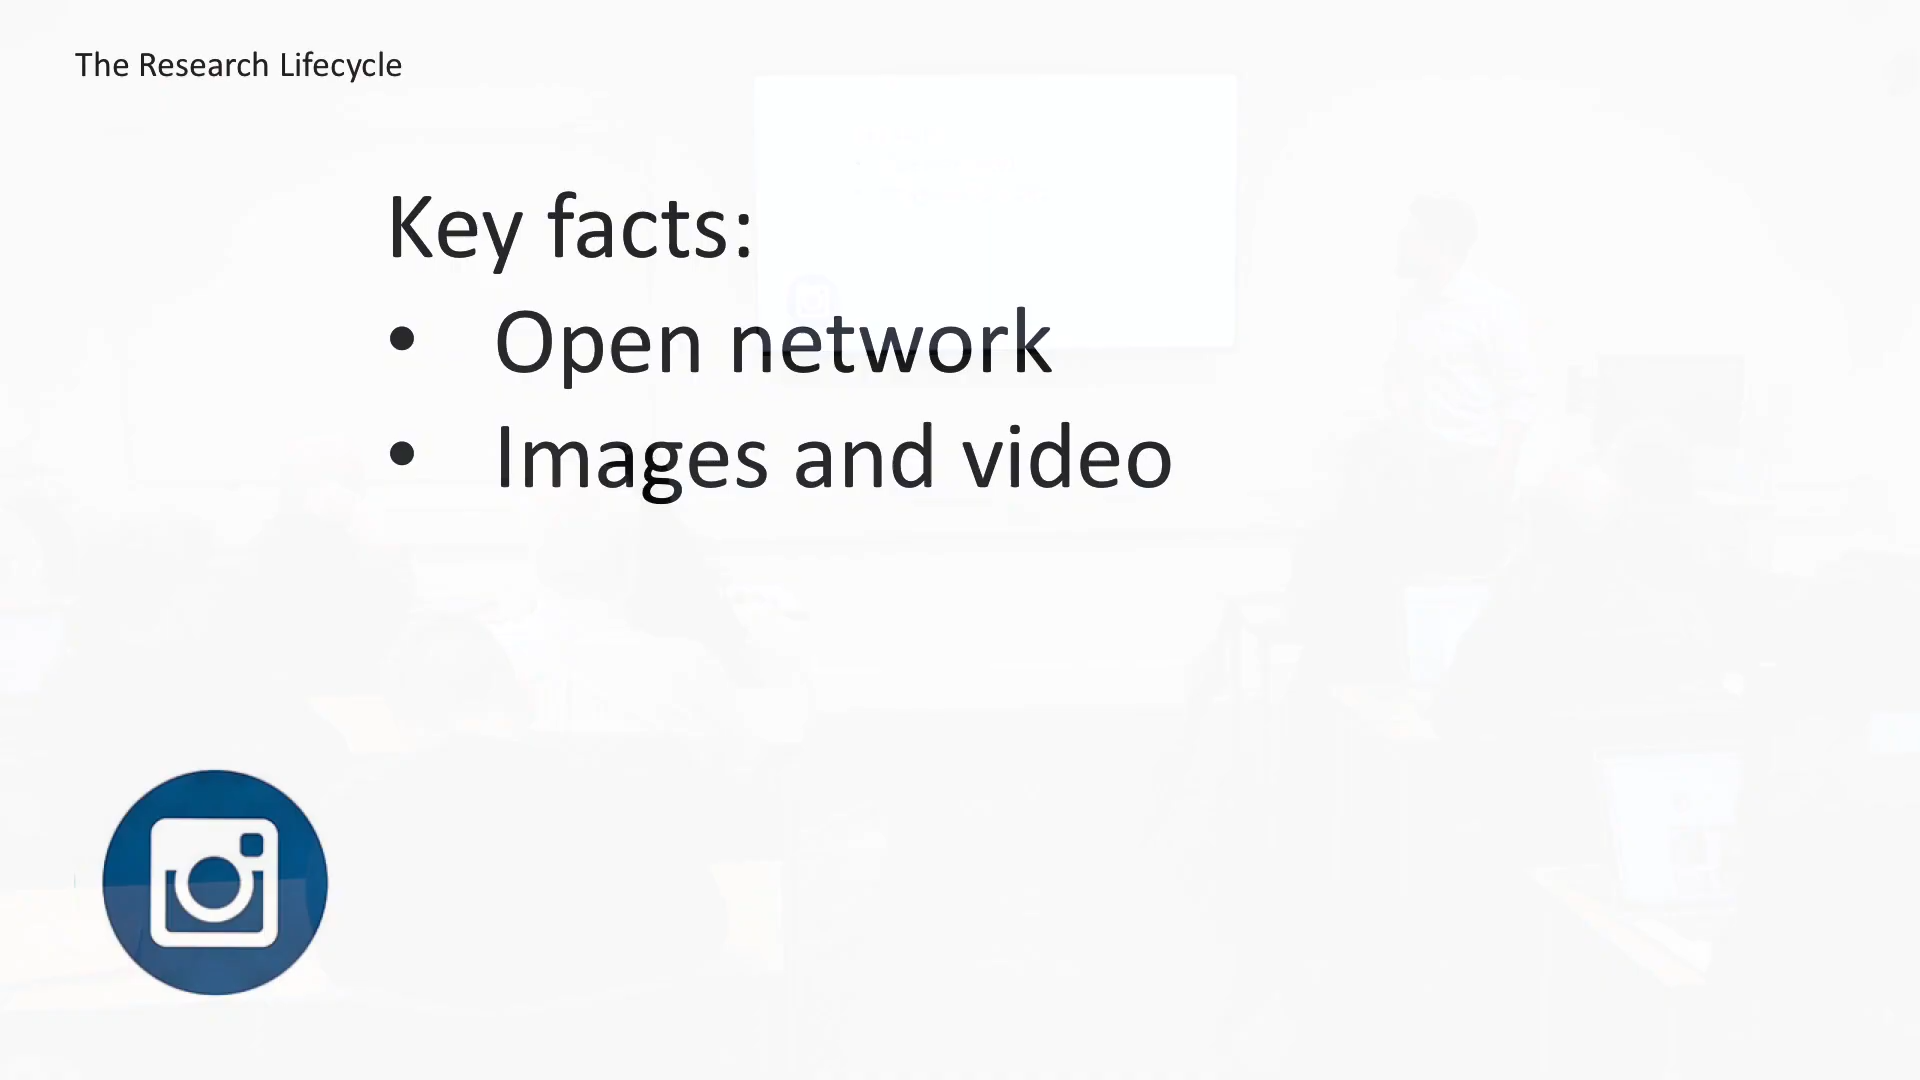 The Research Lifecycle
Key facts:
• Open network
• Images and video